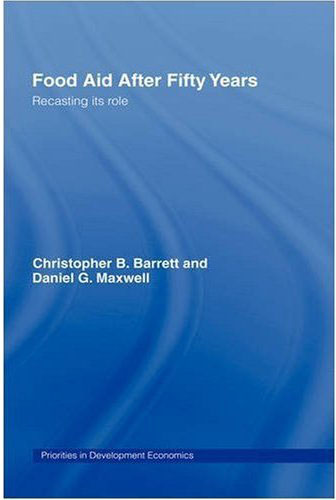 Food Aid After Fifty Years
Recasting its role
Christopher B. Barrett and
Daniel G. Maxwell
Priorities in Development Economics